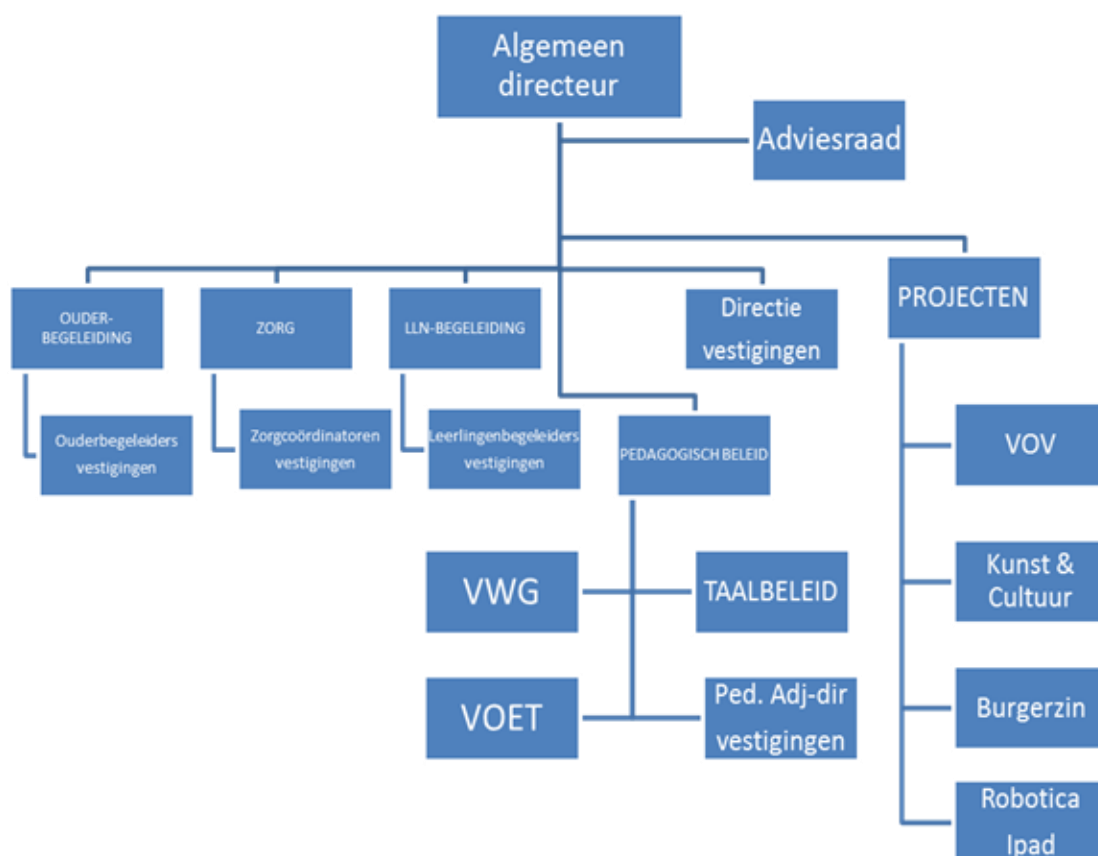 Algemeen
directeur
Adviesraad
OUDER-
BEGELEIDING
ZORG
LLN-BEGELEIDING
Directie
vestigingen
PROJECTEN
Ouderbegeleiders
vestigingen
Zorgcoördinatoren
vestigingen
Leerlingenbegeleiders
vestigingen
PEDAGOGISCH BELEID
VOV
VWG
TAALBELEID
Kunst &
Cultuur
VOET
Ped. Adj-dir
vestigingen
Burgerzin
Robotica
Ipad